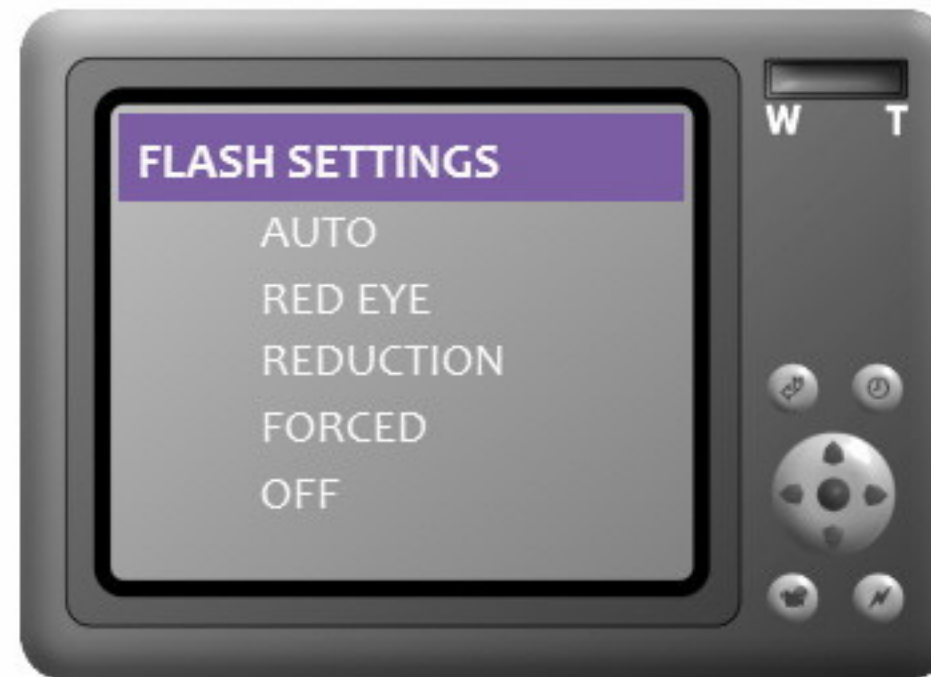 FLASH SETTINGS
AUTO
RED EYE
REDUCTION
FORCED
OFF
W T